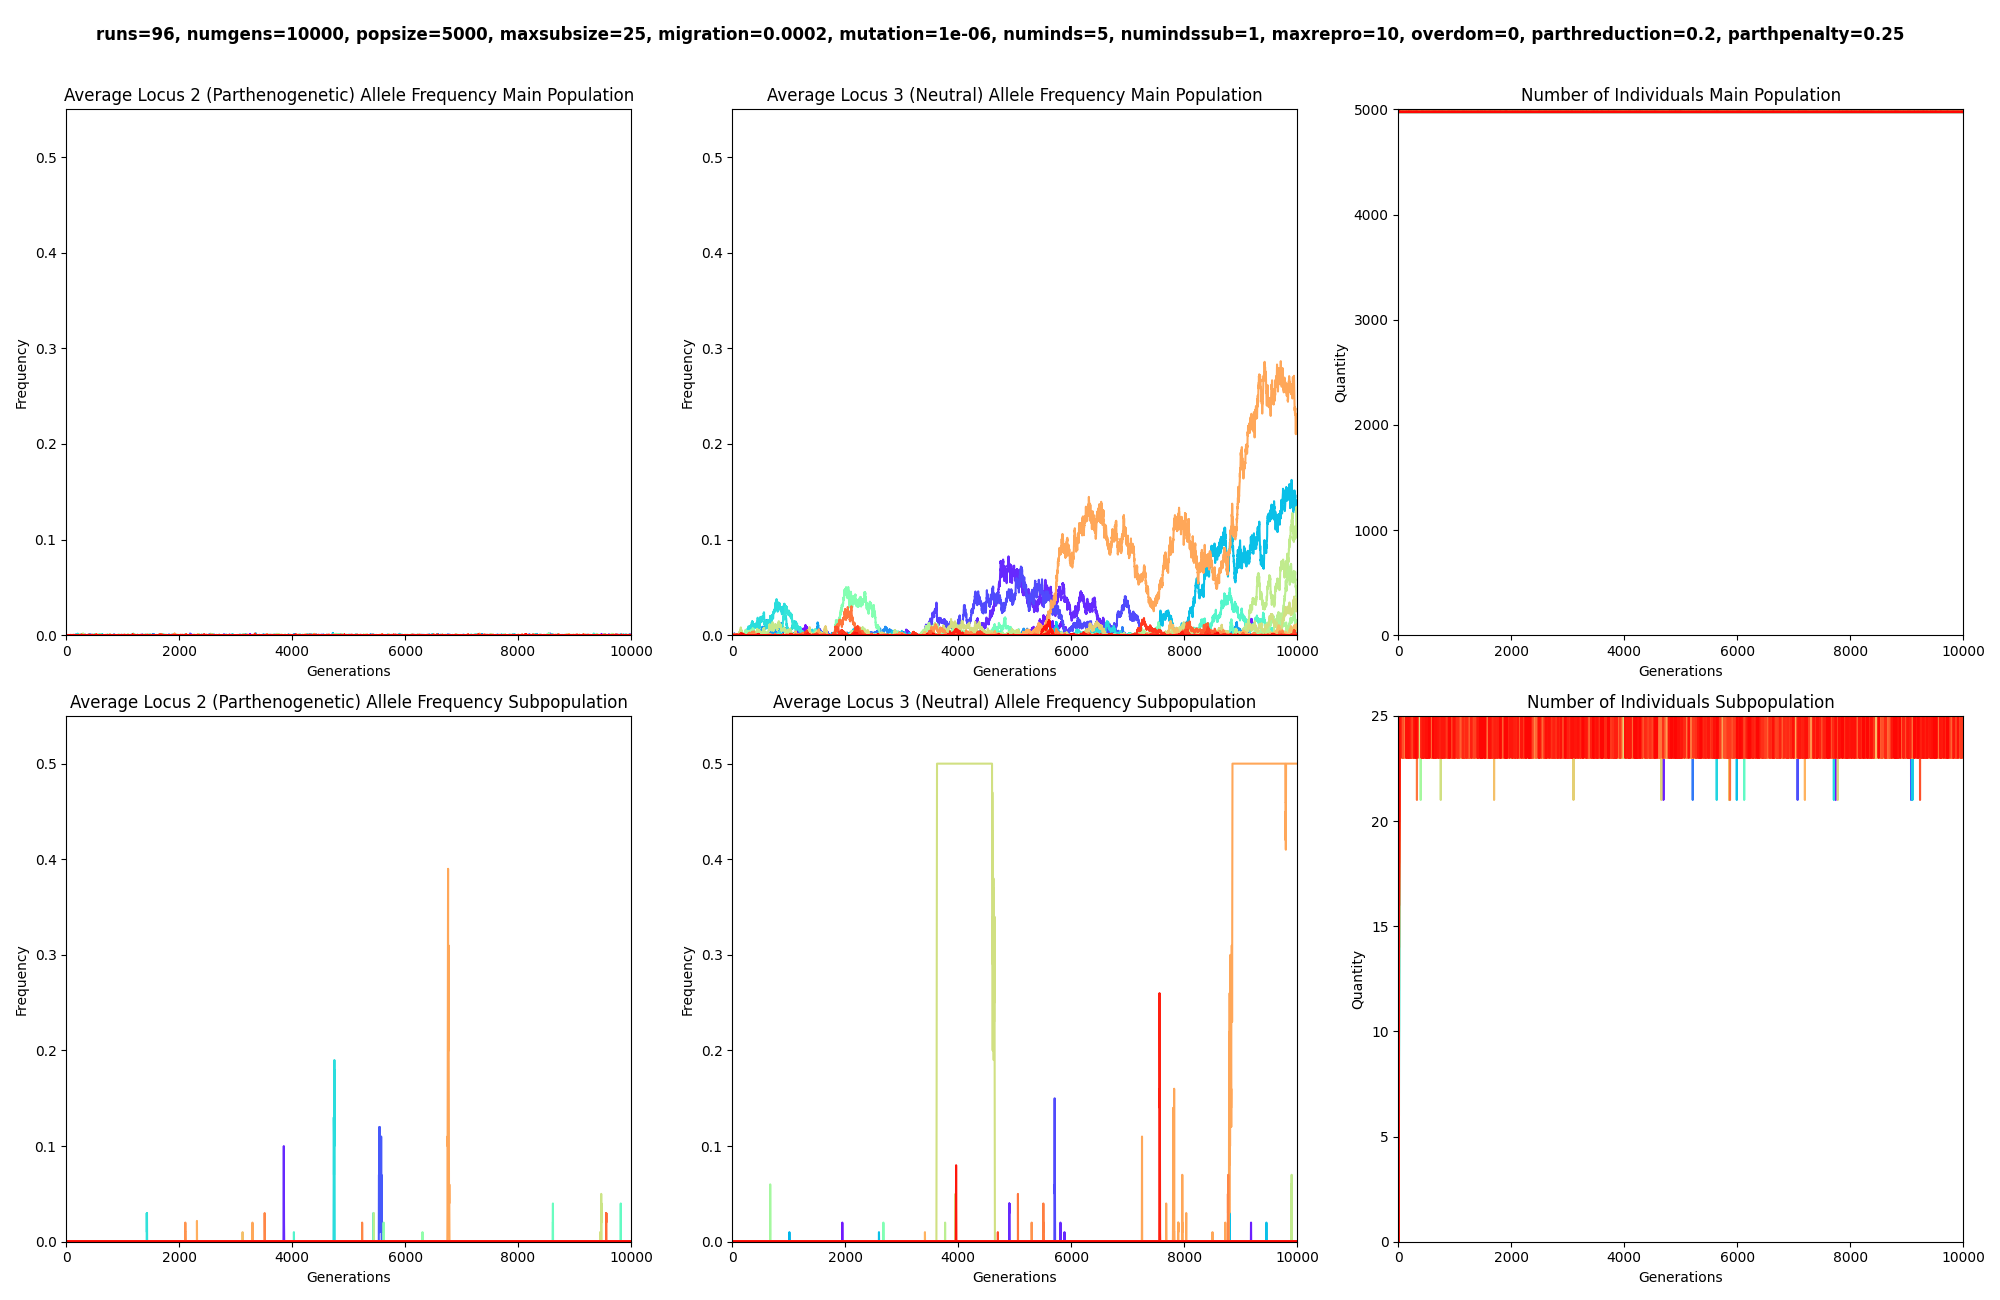 runs=96, numgens=10000, popsize=5000, maxsubsize=25, migration=0.0002, mutation=1e-06, numinds=5, numindssub=1, maxrepro=10, overdom=0, parthreduction=0.2, parthpenalty=0.25
Average Locus 2 (Parthenogenetic) Allele Frequency Main Population
0.5
0.4
0.3
0.2
0.1
0.0
Frequency
0 2000 4000 6000 8000 10000
Generations
Average Locus 3 (Neutral) Allele Frequency Main Population
0.5
0.4
0.3
0.2
0.1
0.0
Frequency
0 2000 4000 6000 8000 10000
Generations
Number of Individuals Main Population
5000
4000
3000
2000
1000
0
Quantity
0 2000 4000 6000 8000 10000
Generations
Average Locus 2 (Parthenogenetic) Allele Frequency Subpopulation
0.5
0.4
0.3
0.2
0.1
0.0
Frequency
0 2000 4000 6000 8000 10000
Generations
Average Locus 3 (Neutral) Allele Frequency Subpopulation
0.5
0.4
0.3
0.2
0.1
0.0
Frequency
0 2000 4000 6000 8000 10000
Generations
Number of Individuals Subpopulation
25
20
15
10
5
0
Quantity
0 2000 4000 6000 8000 10000
Generations